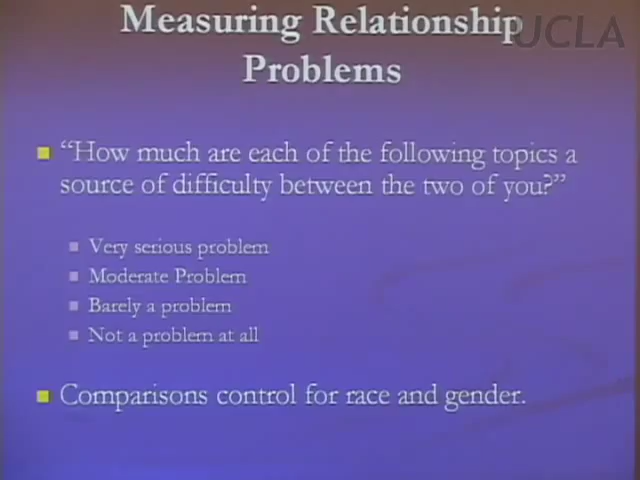 Measuring Relationship
Problems
UCLA
"How much are each of the following topics a
source of difficulty between the two of you?"
Very serious problem
Moderate Problem
Barely a problem
Not a problem at all
Comparisons control for race and gender.